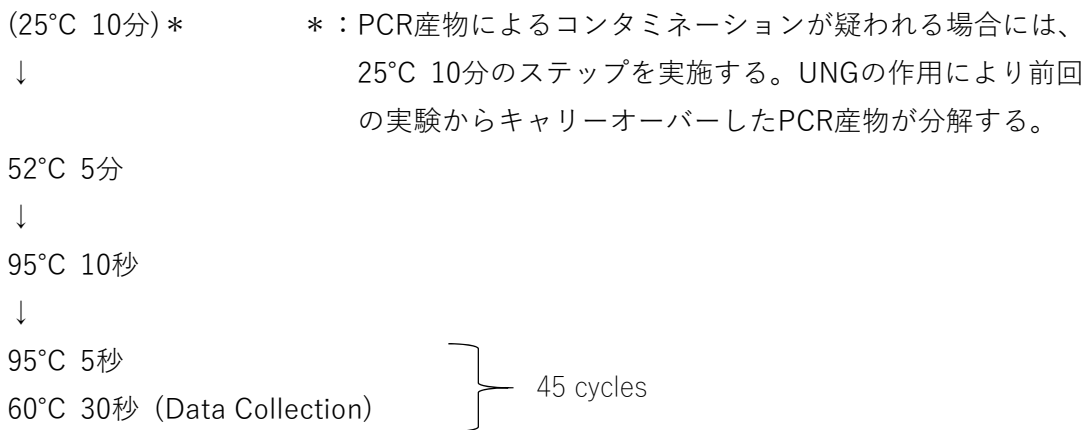 (25°C 10分)*　＊：PCR産物によるコンタミネーションが疑われる場合には、
↓　25°C 10分のステップを実施する。UNGの作用により前回
の実験からキャリーオーバーしたPCR産物が分解する。
52°C 5分
↓
95°C 10秒
↓
95°C 5秒
45 cycles
60°C 30秒 (Data Collection)